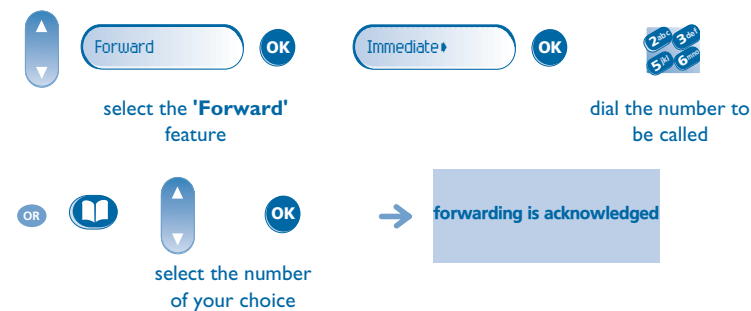 Forward
OK
Immediate
OK
2abc 3def
5jkl 6mno
select the 'Forward'
feature
dial the number to
be called
OR
OK
forwarding is acknowledged
select the number
of your choice